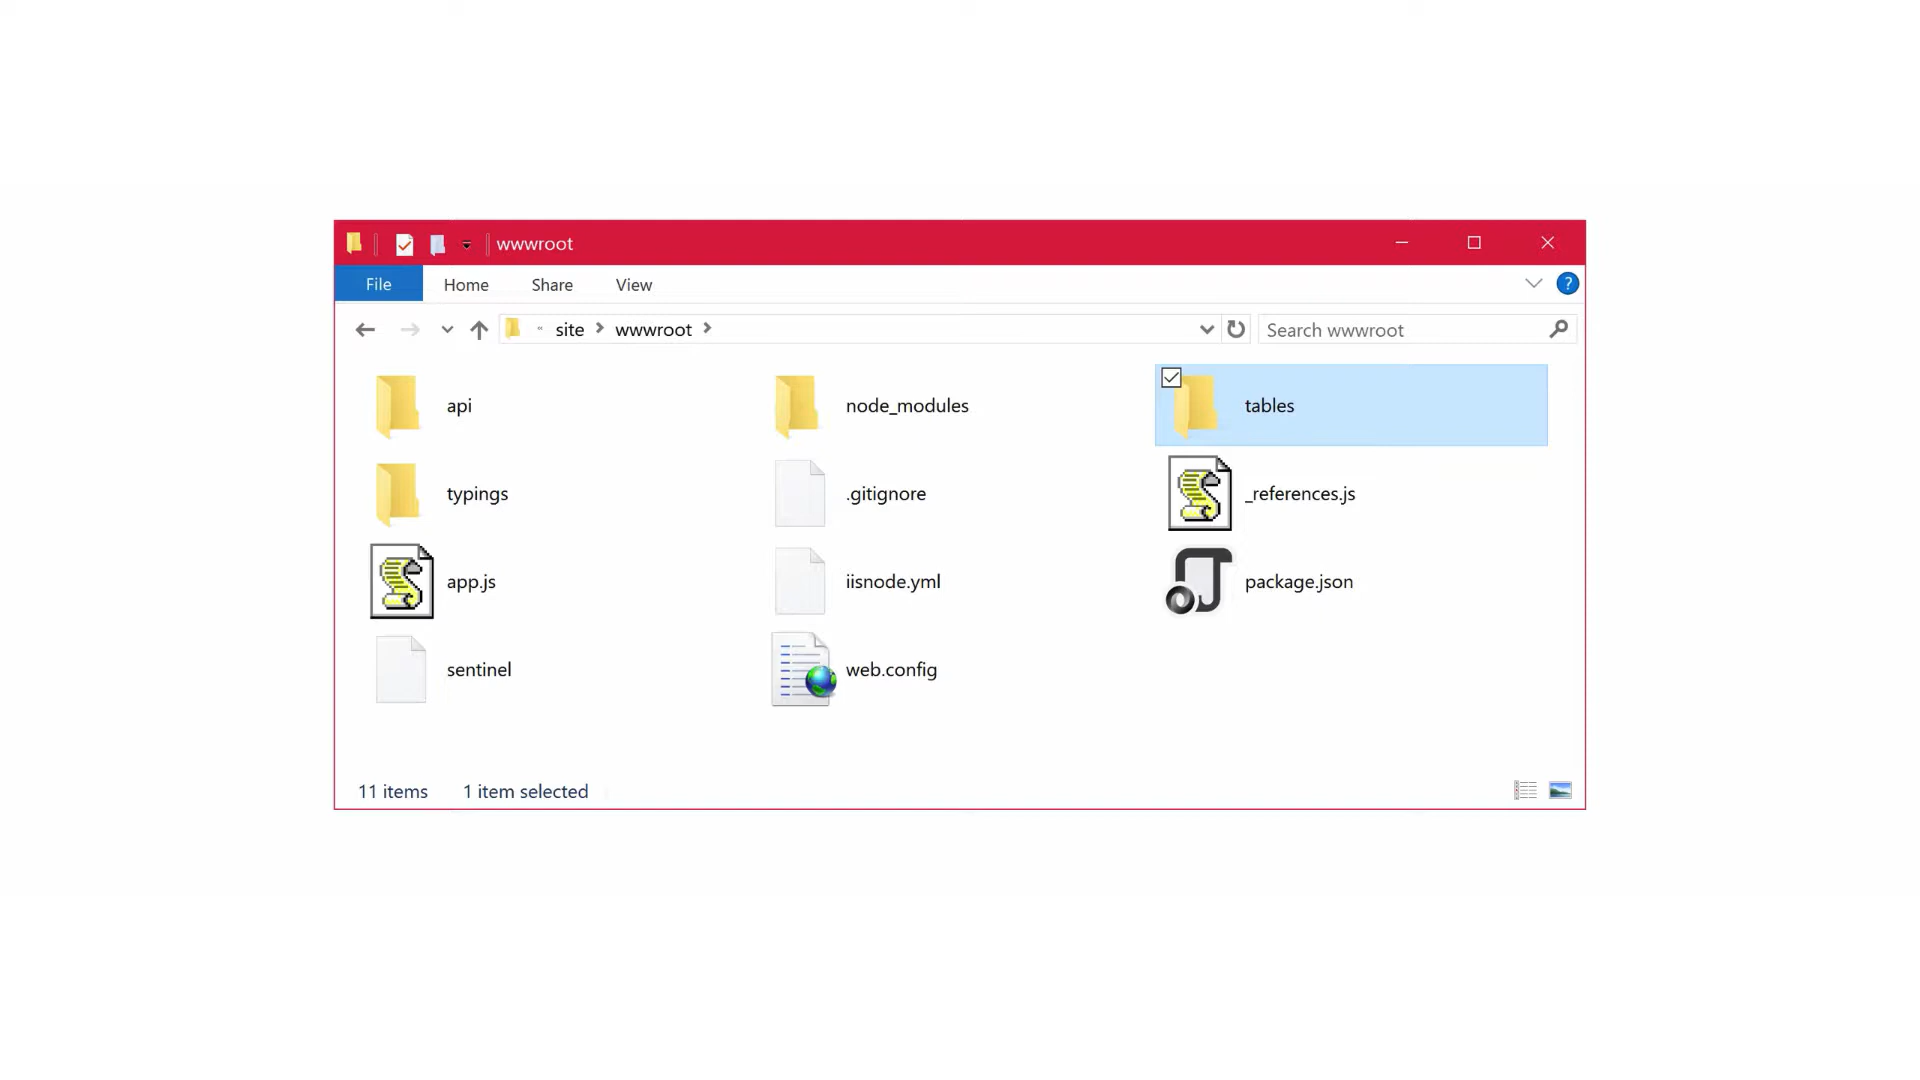 wwwroot
File Home Share View
site wwwroot Search wwwroot
api node_modules tables
typings .gitignore _references.js
app.js iisnode.yml package.json
sentinel web.config
11 items 1 item selected